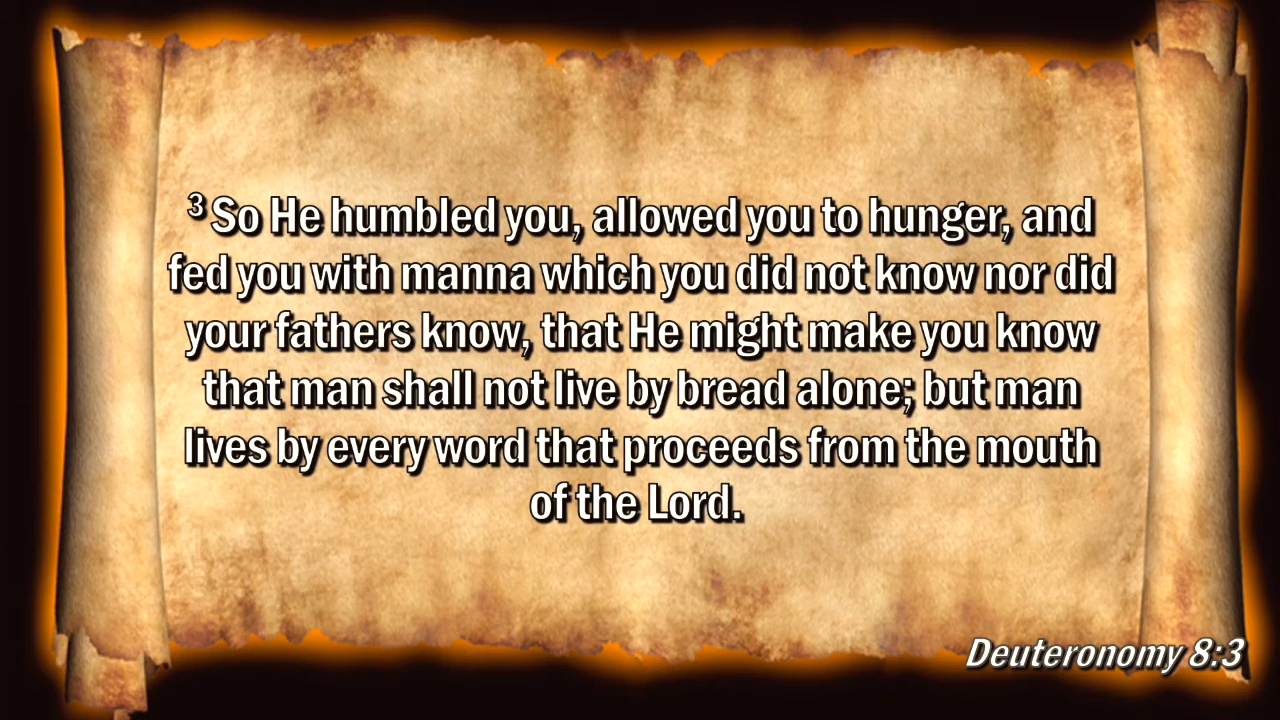 3 So He humbled you, allowed you to hunger, and
fed you with manna which you did not know nor did
your fathers know, that He might make you know
that man shall not live by bread alone; but man
lives by every word that proceeds from the mouth
of the Lord.
Deuteronomy 8:3